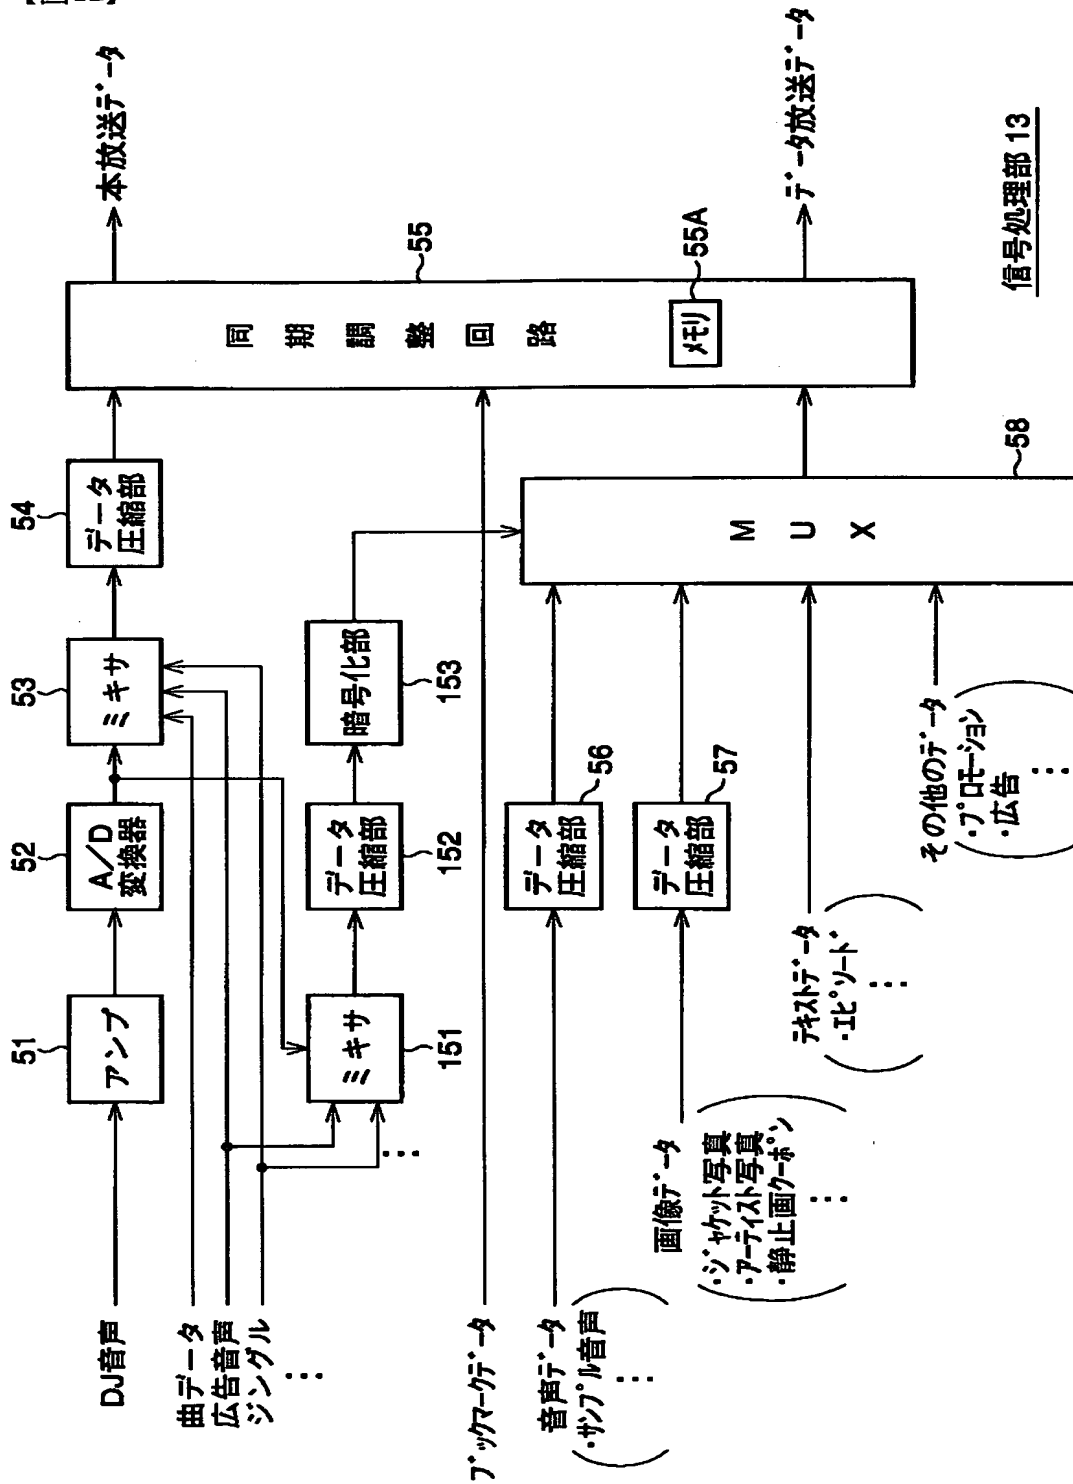 DJ音声
51
アンプ
52
A/D
変換器
53
ミキサ
54
データ
圧縮部
本放送データ
曲データ
広告音声
ジングル
⋮
151
ミキサ
⋮
152
データ
圧縮部
153
暗号化部
同期調整回路
55
メモリ
55A
ブックマークデータ
音声データ
・サンプル音声
⋮
データ
圧縮部
56
画像データ
・ジャケット写真
・アーティスト写真
・静止画クーポン
⋮
データ
圧縮部
57
テキストデータ
・エピソード
⋮
その他のデータ
・プロモーション
・広告
⋮
MUX
58
データ放送データ
信号処理部 13